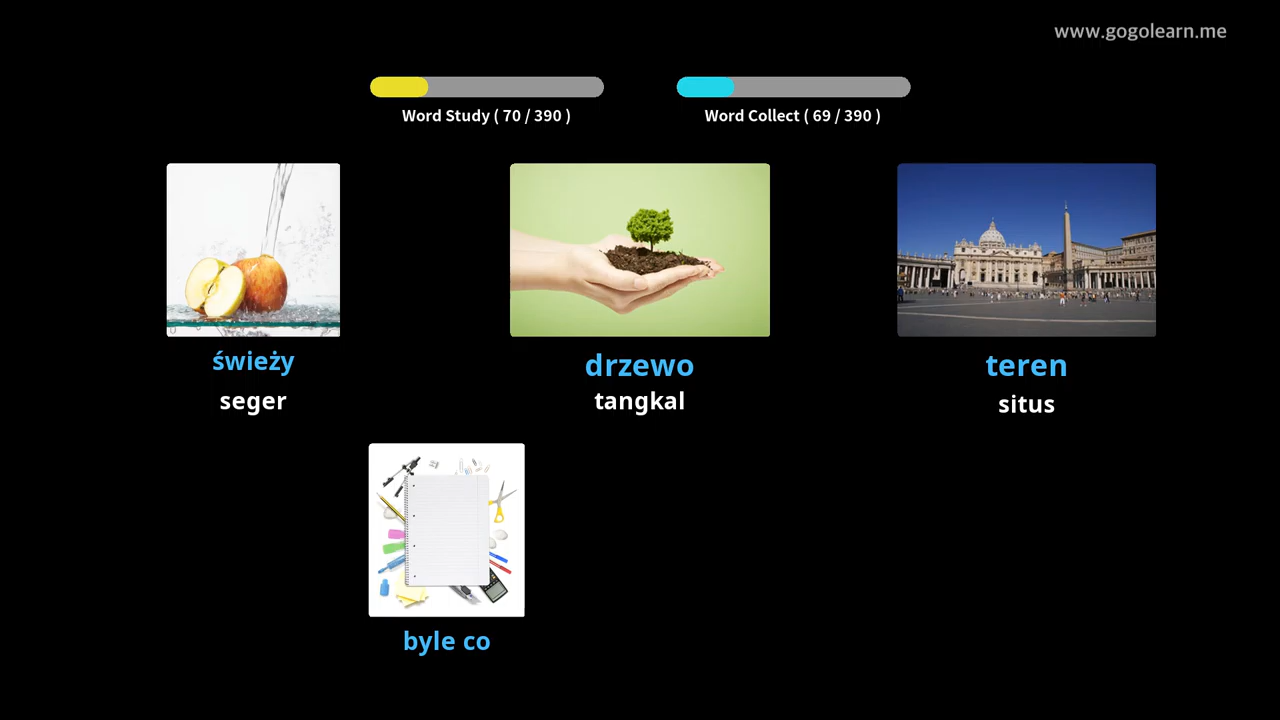 www.gogolearn.me
Word Study ( 70 / 390 )
Word Collect ( 69 / 390 )
świeży
seger
drzewo
tangkal
teren
situs
byle co